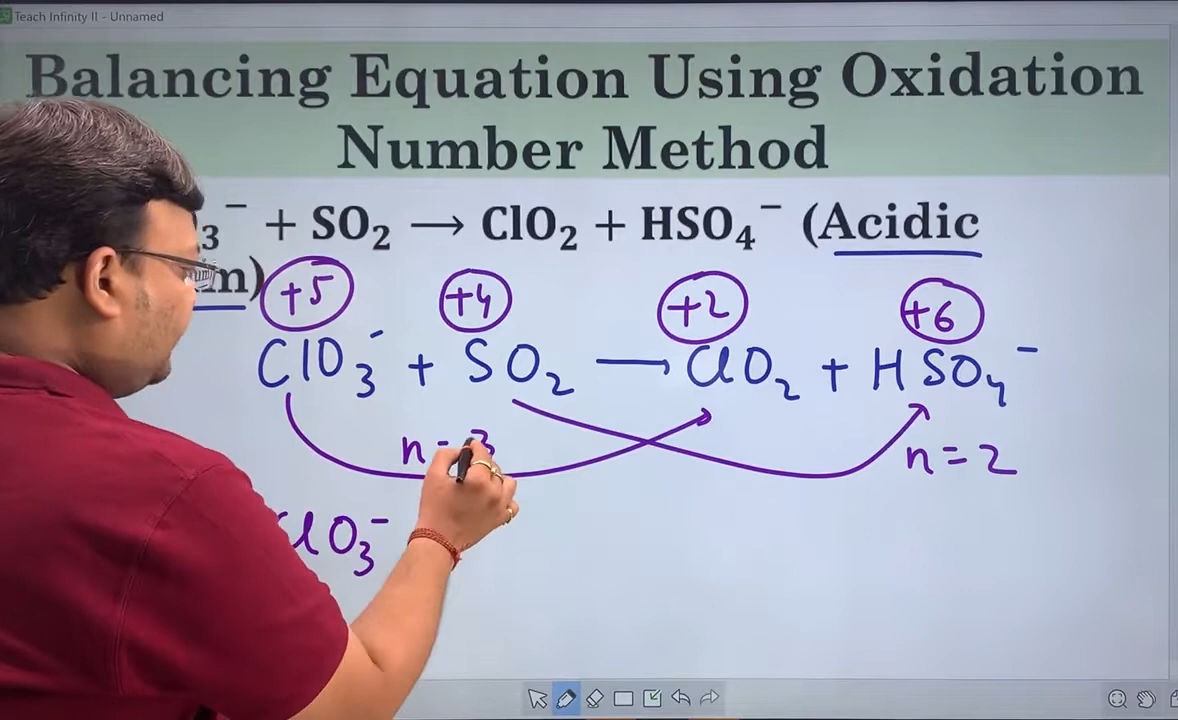 Teach Infinity II - Unnamed
Balancing Equation Using Oxidation
Number Method
₃⁻ + SO₂ ⟶ ClO₂ + HSO₄⁻ (Acidic
m)
+5 +4 +2 +6
ClO₃⁻ + SO₂ ⟶ ClO₂ + HSO₄⁻
n = 3 n = 2
ClO₃⁻